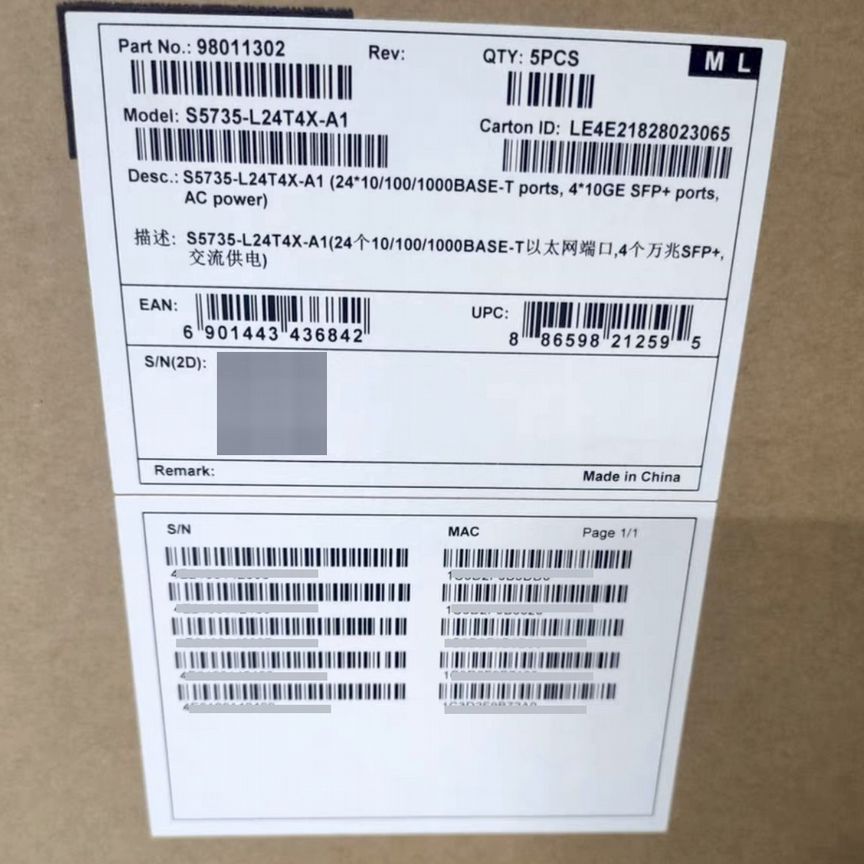 Part No.: 98011302 Rev: QTY: 5PCS M L
Model: S5735-L24T4X-A1 Carton ID: LE4E21828023065
Desc.: S5735-L24T4X-A1 (24*10/100/1000BASE-T ports, 4*10GE SFP+ ports,
AC power)
描述: S5735-L24T4X-A1(24个10/100/1000BASE-T以太网端口,4个万兆SFP+,
交流供电)
EAN: UPC:
6 901443 436842 8 86598 21259 5
S/N(2D):
Remark: Made in China
S/N MAC Page 1/1